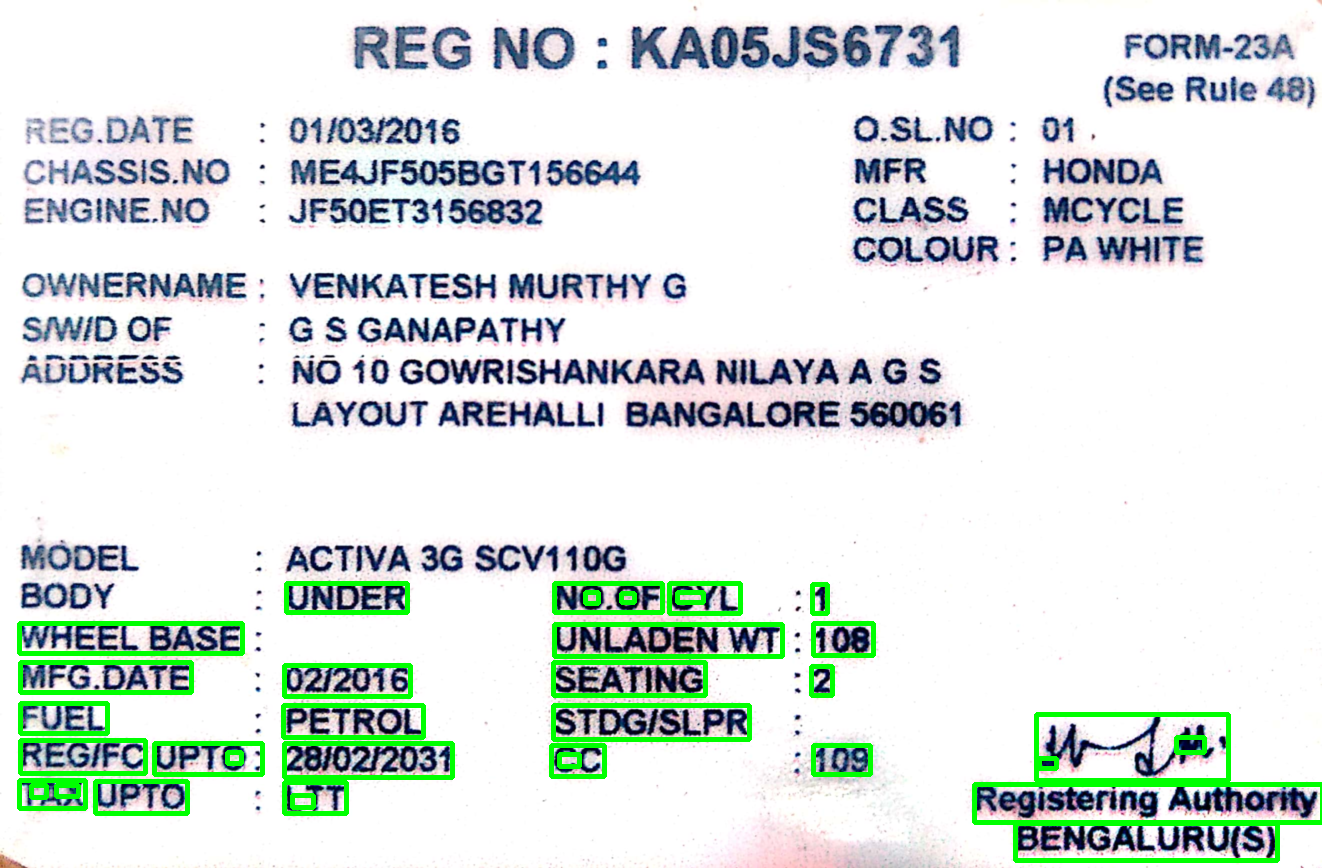 REG NO : KA05JS6731
FORM-23A
(See Rule 48)
REG.DATE : 01/03/2016 O.SL.NO : 01
CHASSIS.NO : ME4JF505BGT156644 MFR : HONDA
ENGINE.NO : JF50ET3156832 CLASS : MCYCLE
COLOUR : PA WHITE
OWNERNAME : VENKATESH MURTHY G
S/W/D OF : G S GANAPATHY
ADDRESS : NO 10 GOWRISHANKARA NILAYA A G S
LAYOUT AREHALLI BANGALORE 560061
MODEL : ACTIVA 3G SCV110G
BODY : UNDER NO.OF CYL : 1
WHEEL BASE : UNLADEN WT : 108
MFG.DATE : 02/2016 SEATING : 2
FUEL : PETROL STDG/SLPR :
REG/FC UPTO : 28/02/2031 CC : 109
TAX UPTO : LTT
Registering Authority
BENGALURU(S)